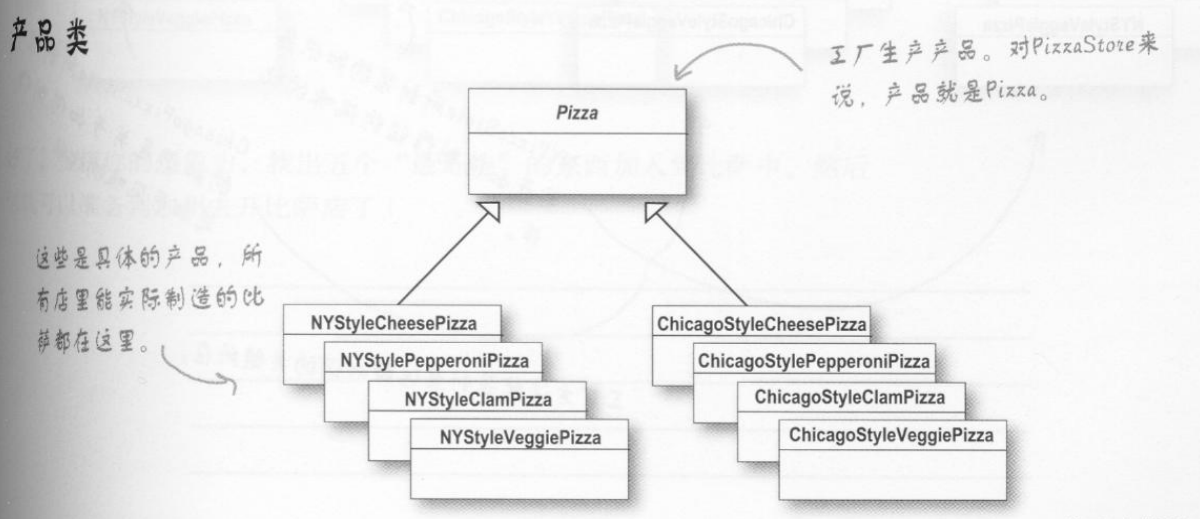 产品类
工厂生产产品。对PizzaStore来
说，产品就是Pizza。
Pizza
这些是具体的产品，所
有店里能实际制造的比
萨都在这里。
NYStyleCheesePizza
NYStylePepperoniPizza
NYStyleClamPizza
NYStyleVeggiePizza
ChicagoStyleCheesePizza
ChicagoStylePepperoniPizza
ChicagoStyleClamPizza
ChicagoStyleVeggiePizza